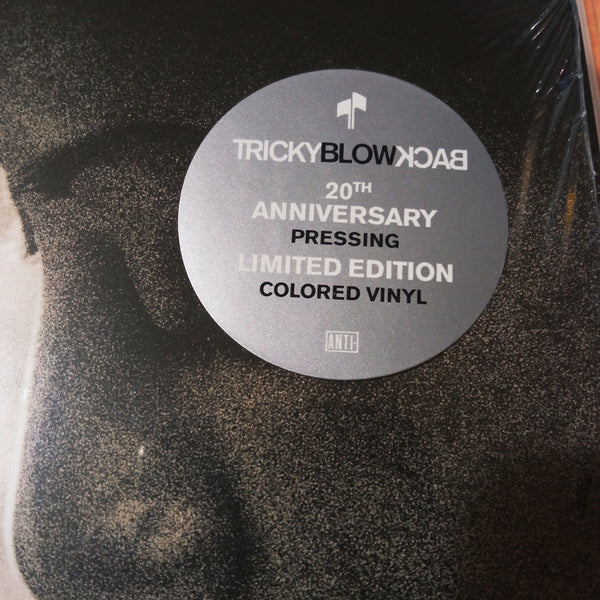 TRICKYBLOWBACK
20TH
ANNIVERSARY
PRESSING
LIMITED EDITION
COLORED VINYL
ANTI-